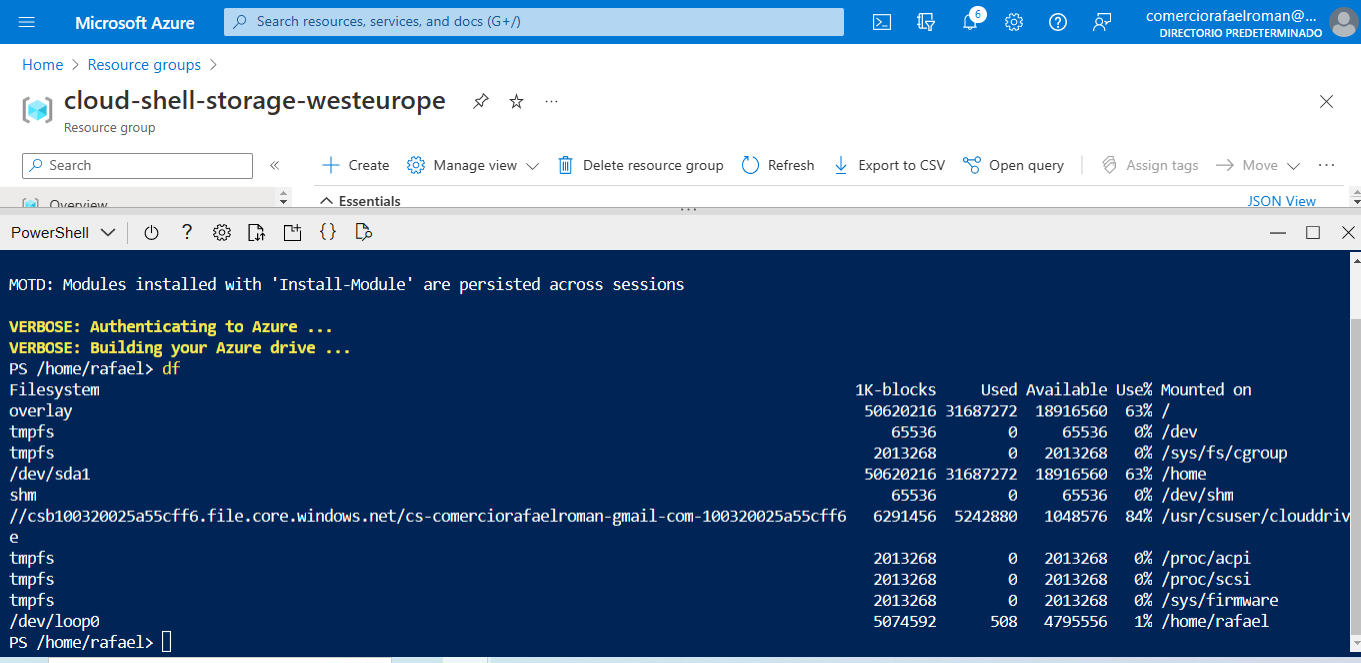 Microsoft Azure
Search resources, services, and docs (G+/)
6
comerciorafaelroman@...
DIRECTORIO PREDETERMINADO
Home > Resource groups >
cloud-shell-storage-westeurope
Resource group
Search
Create Manage view Delete resource group Refresh Export to CSV Open query Assign tags Move
Overview
Essentials
JSON View
PowerShell
MOTD: Modules installed with 'Install-Module' are persisted across sessions
VERBOSE: Authenticating to Azure ...
VERBOSE: Building your Azure drive ...
PS /home/rafael> df
Filesystem 1K-blocks Used Available Use% Mounted on
overlay 50620216 31687272 18916560 63% /
tmpfs 65536 0 65536 0% /dev
tmpfs 2013268 0 2013268 0% /sys/fs/cgroup
/dev/sda1 50620216 31687272 18916560 63% /home
shm 65536 0 65536 0% /dev/shm
//csb100320025a55cff6.file.core.windows.net/cs-comerciorafaelroman-gmail-com-100320025a55cff6 6291456 5242880 1048576 84% /usr/csuser/clouddriv
e
tmpfs 2013268 0 2013268 0% /proc/acpi
tmpfs 2013268 0 2013268 0% /proc/scsi
tmpfs 2013268 0 2013268 0% /sys/firmware
/dev/loop0 5074592 508 4795556 1% /home/rafael
PS /home/rafael>